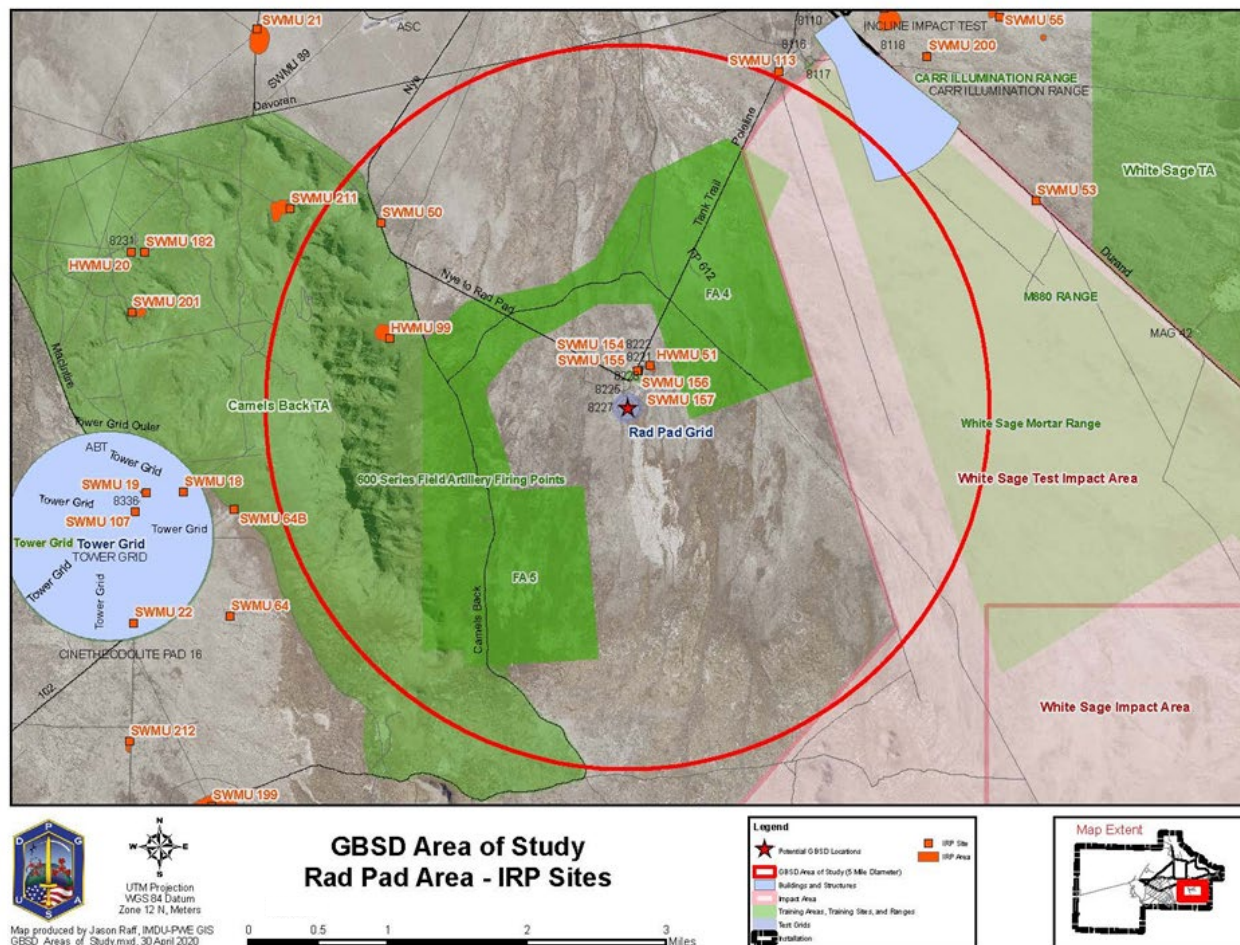 SWMU 21
ASC
SWMU 89
Nye
Davoren
8110
8116
8117
SWMU 113
INCLINE IMPACT TEST
8118
SWMU 55
SWMU 200
CARR ILLUMINATION RANGE
CARR ILLUMINATION RANGE
White Sage TA
Poleline
SWMU 211
SWMU 50
SWMU 53
8231
SWMU 182
HWMU 20
SWMU 201
Tank Trail
FP 612
Nye to Rad Pad
FA 4
Durand
M880 RANGE
MAG 42
HWMU 99
SWMU 154
8222
8221
HWMU 51
SWMU 155
SWMU 156
8225
SWMU 157
8227
Rad Pad Grid
MacIntire
Camels Back TA
Tower Grid Outer
ABT
Tower Grid
SWMU 19
SWMU 18
Tower Grid
8336
SWMU 107
Tower Grid
SWMU 64B
Tower Grid
Tower Grid
TOWER GRID
Tower Grid
Tower Grid
SWMU 22
SWMU 64
CINETHEODOLITE PAD 16
102
SWMU 212
SWMU 199
600 Series Field Artillery Firing Points
FA 5
Camels Back
White Sage Mortar Range
White Sage Test Impact Area
White Sage Impact Area
D P G
U S A
N
W E
S
UTM Projection
WGS 84 Datum
Zone 12 N, Meters
Map produced by Jason Raff, IMDU-PWE GIS
GBSD_Areas_of_Study.mxd, 30 April 2020
GBSD Area of Study
Rad Pad Area - IRP Sites
0 0.5 1 2 3
Miles
Legend
Potential GBSD Locations
GBSD Area of Study (5 Mile Diameter)
Buildings and Structures
Impact Area
Training Areas, Training Sites, and Ranges
Test Grids
Installation
IRP Site
IRP Area
Map Extent